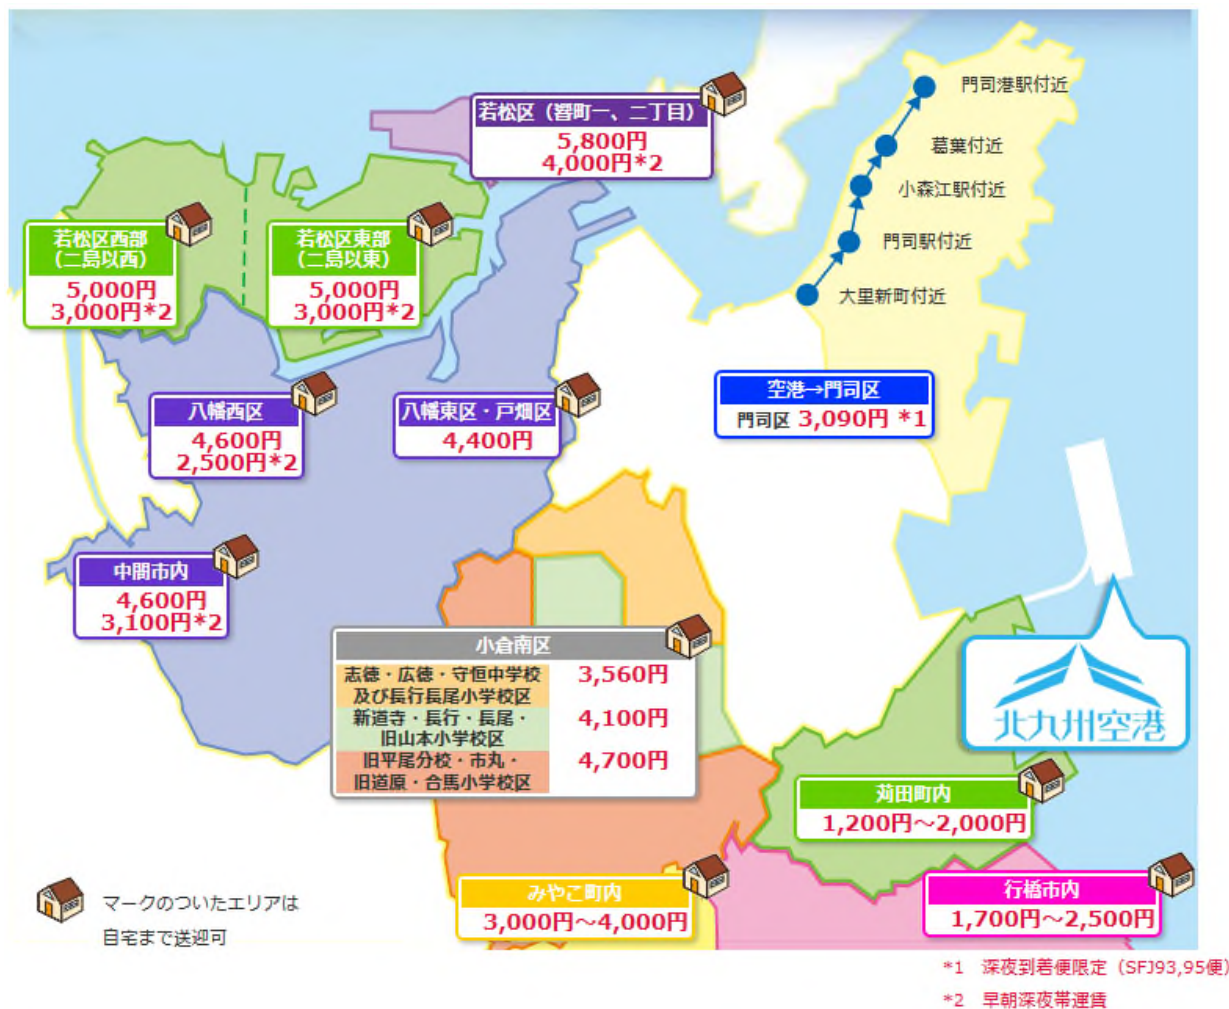 門司港駅付近
若松区（響町一、二丁目）
5,800円
4,000円*2
葛葉付近
小森江駅付近
門司駅付近
大里新町付近
若松区西部
（二島以西）
5,000円
3,000円*2
若松区東部
（二島以東）
5,000円
3,000円*2
空港→門司区
門司区 3,090円 *1
八幡西区
4,600円
2,500円*2
八幡東区・戸畑区
4,400円
中間市内
4,600円
3,100円*2
小倉南区
志徳・広徳・守恒中学校
及び長行長尾小学校区
3,560円
新道寺・長行・長尾・
旧山本小学校区
4,100円
旧平尾分校・市丸・
旧道原・合馬小学校区
4,700円
北九州空港
苅田町内
1,200円～2,000円
みやこ町内
3,000円～4,000円
行橋市内
1,700円～2,500円
マークのついたエリアは
自宅まで送迎可
*1 深夜到着便限定（SFJ93,95便）
*2 早朝深夜帯運賃